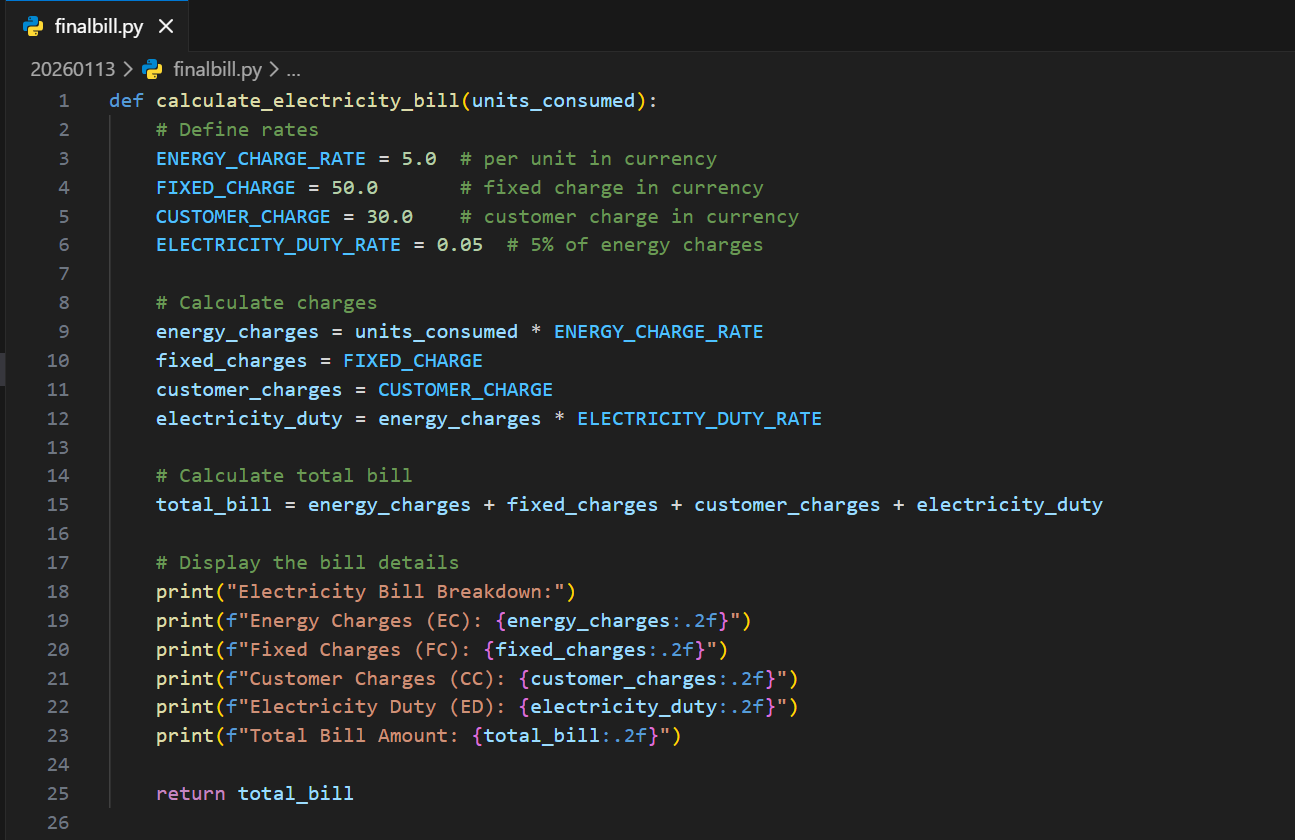 finalbill.py
20260113 > finalbill.py > ...
1 def calculate_electricity_bill(units_consumed):
2     # Define rates
3     ENERGY_CHARGE_RATE = 5.0  # per unit in currency
4     FIXED_CHARGE = 50.0       # fixed charge in currency
5     CUSTOMER_CHARGE = 30.0    # customer charge in currency
6     ELECTRICITY_DUTY_RATE = 0.05  # 5% of energy charges
7
8     # Calculate charges
9     energy_charges = units_consumed * ENERGY_CHARGE_RATE
10     fixed_charges = FIXED_CHARGE
11     customer_charges = CUSTOMER_CHARGE
12     electricity_duty = energy_charges * ELECTRICITY_DUTY_RATE
13
14     # Calculate total bill
15     total_bill = energy_charges + fixed_charges + customer_charges + electricity_duty
16
17     # Display the bill details
18     print("Electricity Bill Breakdown:")
19     print(f"Energy Charges (EC): {energy_charges:.2f}")
20     print(f"Fixed Charges (FC): {fixed_charges:.2f}")
21     print(f"Customer Charges (CC): {customer_charges:.2f}")
22     print(f"Electricity Duty (ED): {electricity_duty:.2f}")
23     print(f"Total Bill Amount: {total_bill:.2f}")
24
25     return total_bill
26